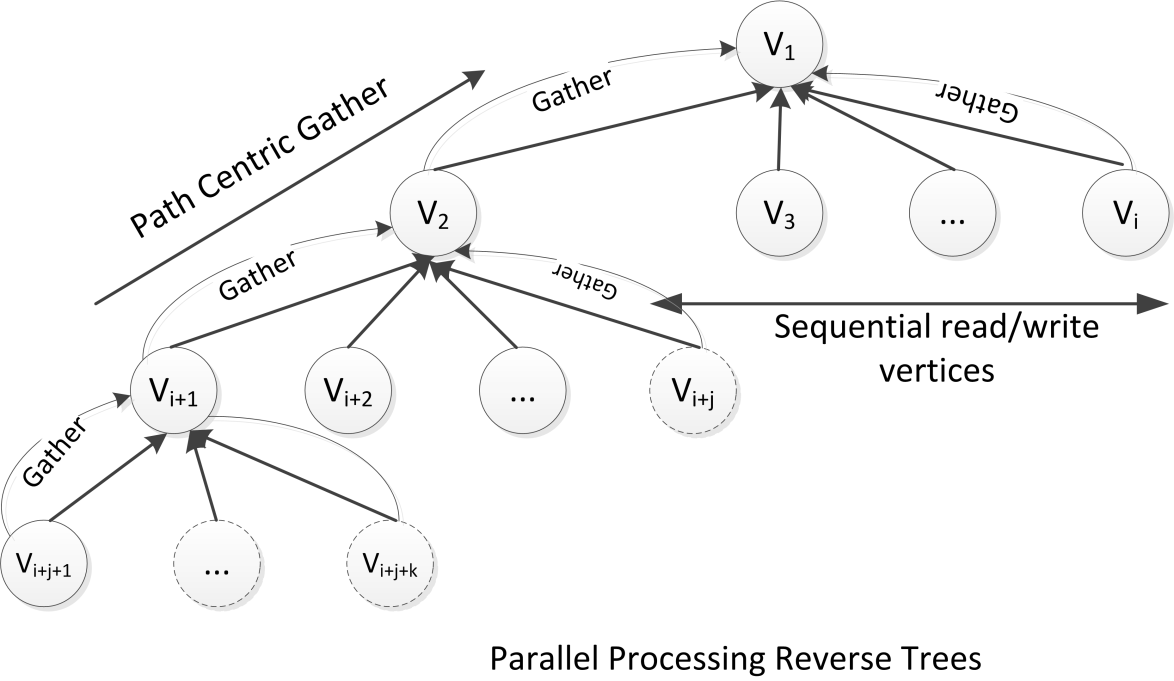 V1
Gather
Gather
Path Centric Gather
V2
V3
...
Vi
Gather
Gather
Sequential read/write
vertices
Vi+1
Vi+2
...
Vi+j
Gather
Vi+j+1
...
Vi+j+k
Parallel Processing Reverse Trees